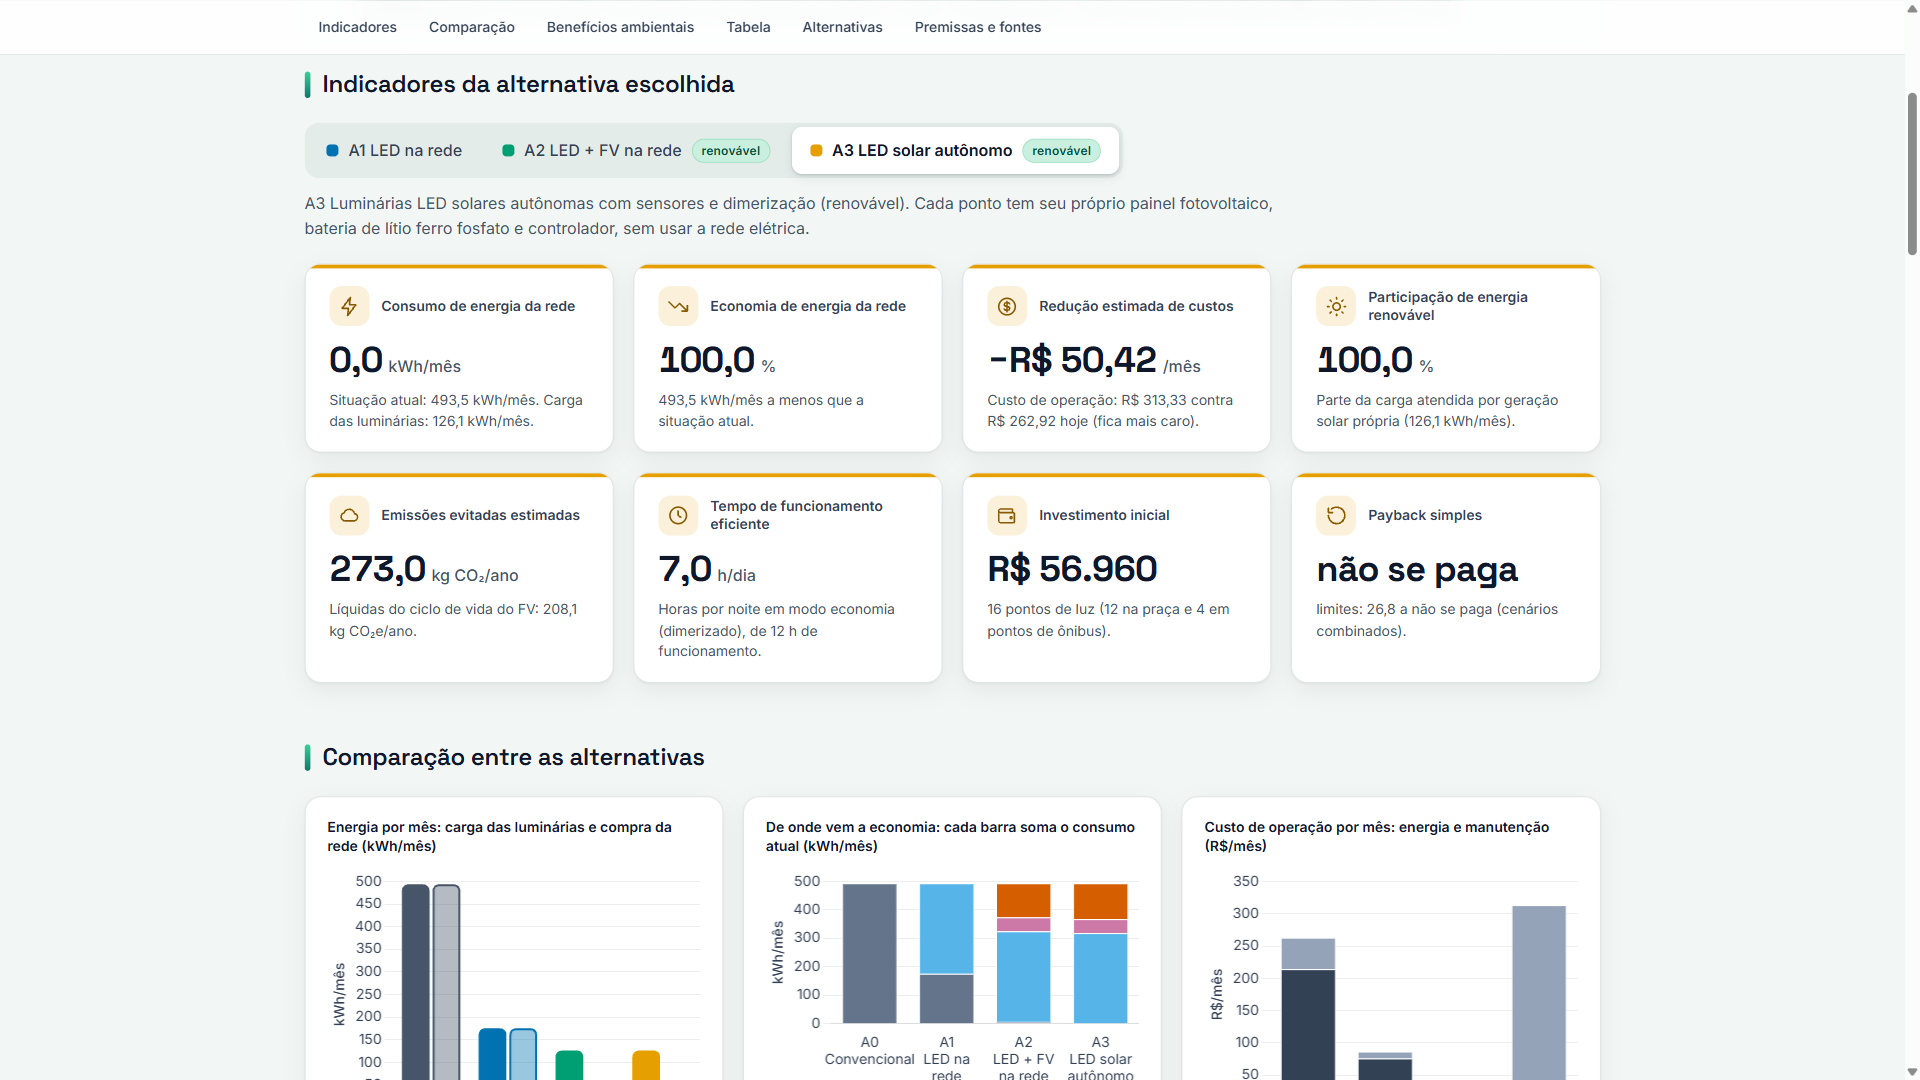 Indicadores
Comparação
Benefícios ambientais
Tabela
Alternativas
Premissas e fontes
Indicadores da alternativa escolhida
A1 LED na rede
A2 LED + FV na rede renovável
A3 LED solar autônomo renovável
A3 Luminárias LED solares autônomas com sensores e dimerização (renovável). Cada ponto tem seu próprio painel fotovoltaico,
bateria de lítio ferro fosfato e controlador, sem usar a rede elétrica.
Consumo de energia da rede
0,0 kWh/mês
Situação atual: 493,5 kWh/mês. Carga
das luminárias: 126,1 kWh/mês.
Economia de energia da rede
100,0 %
493,5 kWh/mês a menos que a
situação atual.
Redução estimada de custos
−R$ 50,42 /mês
Custo de operação: R$ 313,33 contra
R$ 262,92 hoje (fica mais caro).
Participação de energia
renovável
100,0 %
Parte da carga atendida por geração
solar própria (126,1 kWh/mês).
Emissões evitadas estimadas
273,0 kg CO₂/ano
Líquidas do ciclo de vida do FV: 208,1
kg CO₂e/ano.
Tempo de funcionamento
eficiente
7,0 h/dia
Horas por noite em modo economia
(dimerizado), de 12 h de
funcionamento.
Investimento inicial
R$ 56.960
16 pontos de luz (12 na praça e 4 em
pontos de ônibus).
Payback simples
não se paga
limites: 26,8 a não se paga (cenários
combinados).
Comparação entre as alternativas
Energia por mês: carga das luminárias e compra da
rede (kWh/mês)
500
450
400
350
300
250
200
150
100
kWh/mês
De onde vem a economia: cada barra soma o consumo
atual (kWh/mês)
500
400
300
200
100
0
kWh/mês
A0
Convencional
A1
LED na
rede
A2
LED + FV
na rede
A3
LED solar
autônomo
Custo de operação por mês: energia e manutenção
(R$/mês)
350
300
250
200
150
100
50
R$/mês